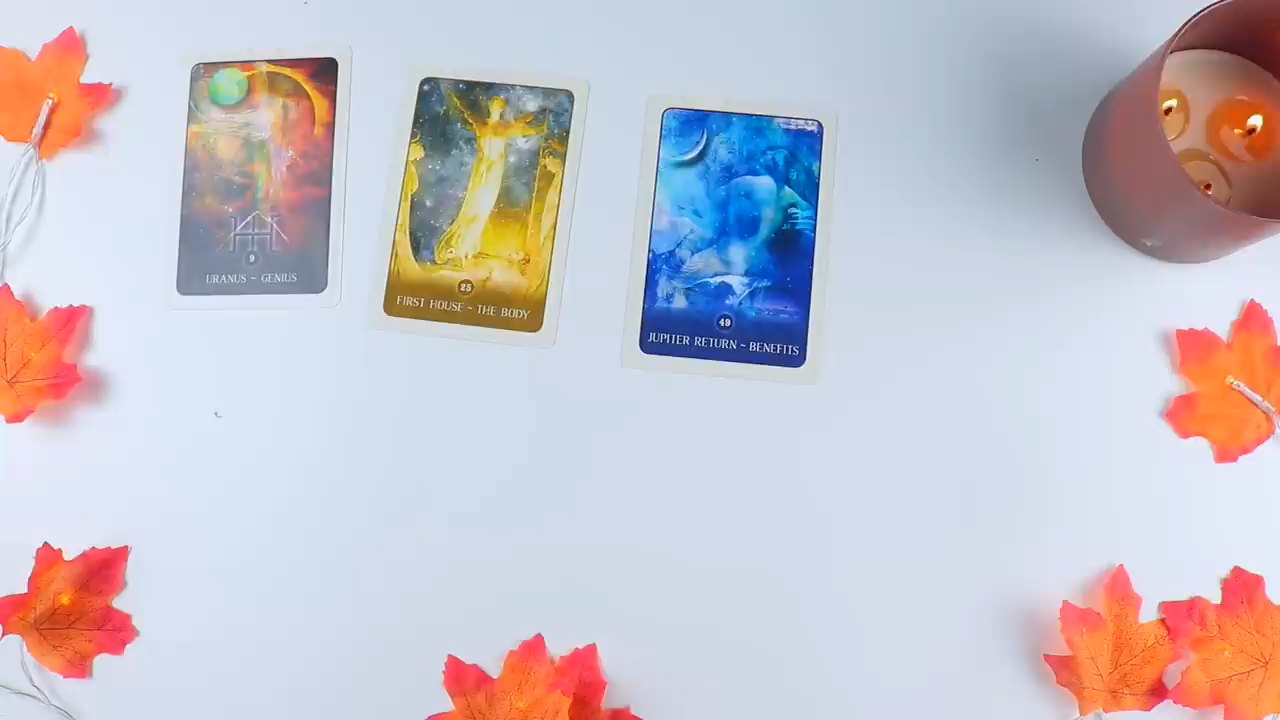 9
URANUS ~ GENIUS
25
FIRST HOUSE ~ THE BODY
49
JUPITER RETURN ~ BENEFITS